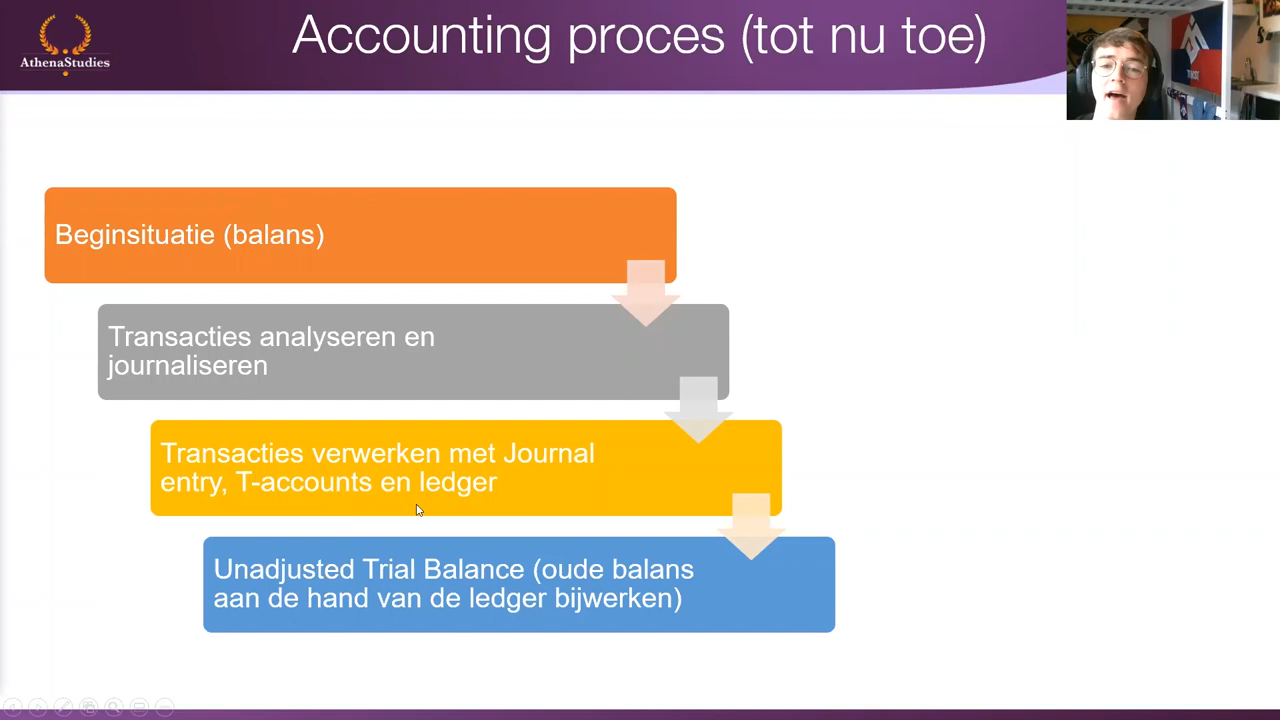 Accounting proces (tot nu toe)
AthenaStudies
Beginsituatie (balans)
Transacties analyseren en
journaliseren
Transacties verwerken met Journal
entry, T-accounts en ledger
Unadjusted Trial Balance (oude balans
aan de hand van de ledger bijwerken)